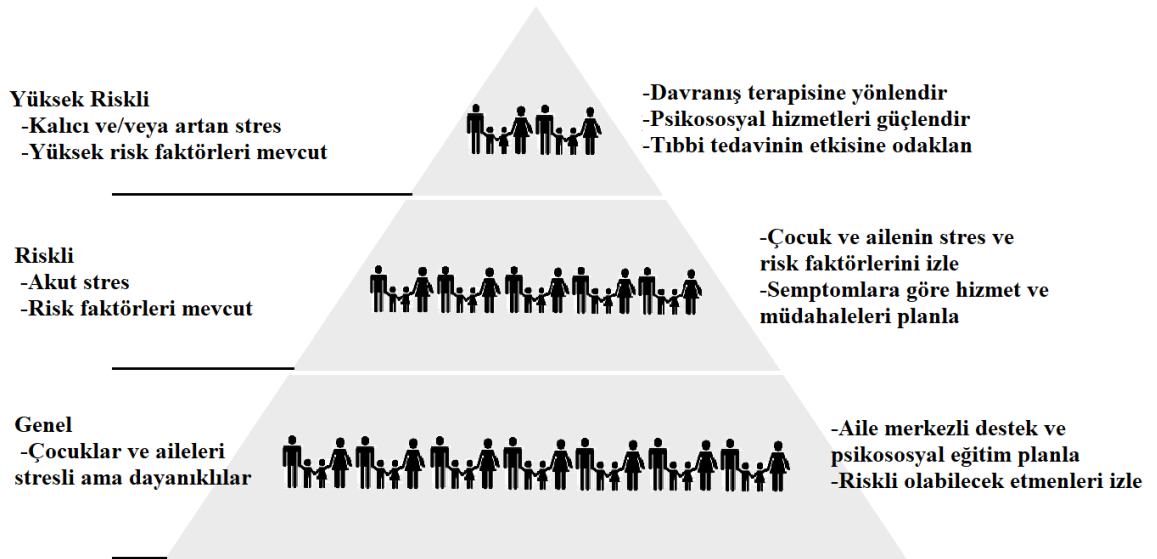 Yüksek Riskli
-Kalıcı ve/veya artan stres
-Yüksek risk faktörleri mevcut
-Davranış terapisine yönlendir
-Psikososyal hizmetleri güçlendir
-Tıbbi tedavinin etkisine odaklan
Riskli
-Akut stres
-Risk faktörleri mevcut
-Çocuk ve ailenin stres ve
risk faktörlerini izle
-Semptomlara göre hizmet ve
müdahaleleri planla
Genel
-Çocuklar ve aileleri
stresli ama dayanıklılar
-Aile merkezli destek ve
psikososyal eğitim planla
-Riskli olabilecek etmenleri izle